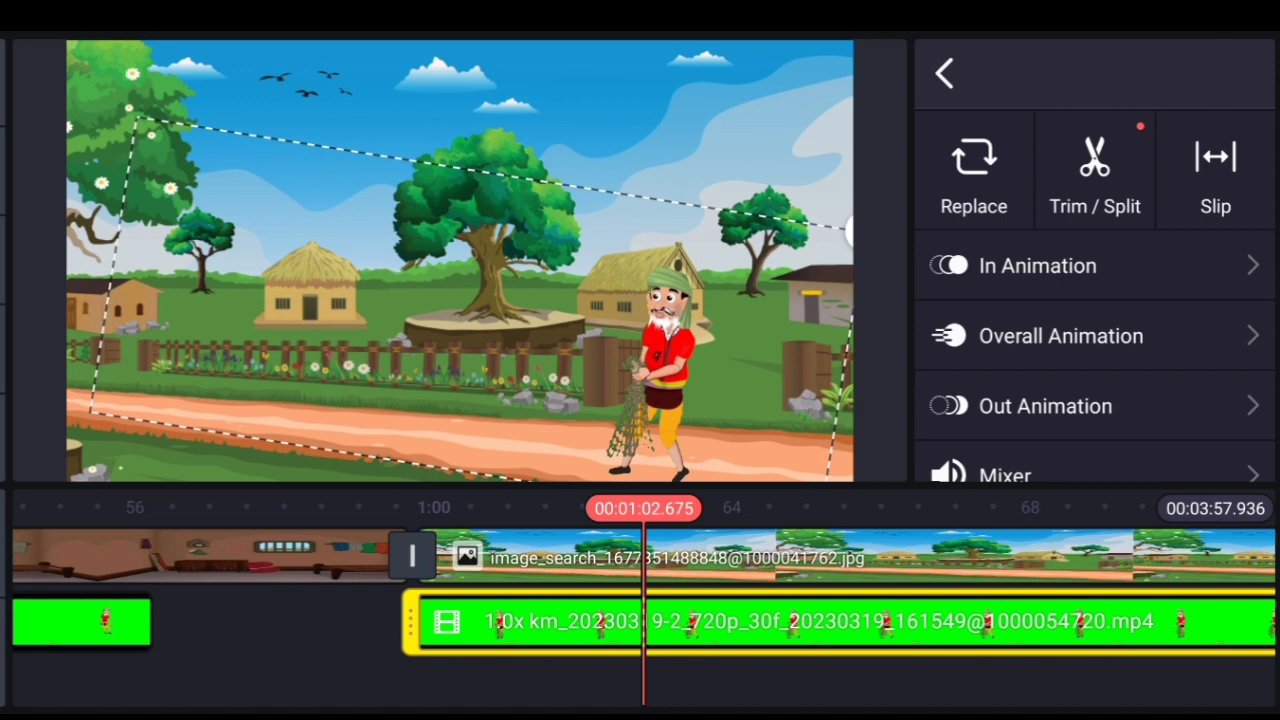 Replace
Trim / Split
Slip
In Animation
Overall Animation
Out Animation
Mixer
56
1:00
00:01:02.675
64
68
00:03:57.936
image_search_1677351488848@1000041762.jpg
1.0x km_20230319-2_720p_30f_20230319_161549@1000054720.mp4